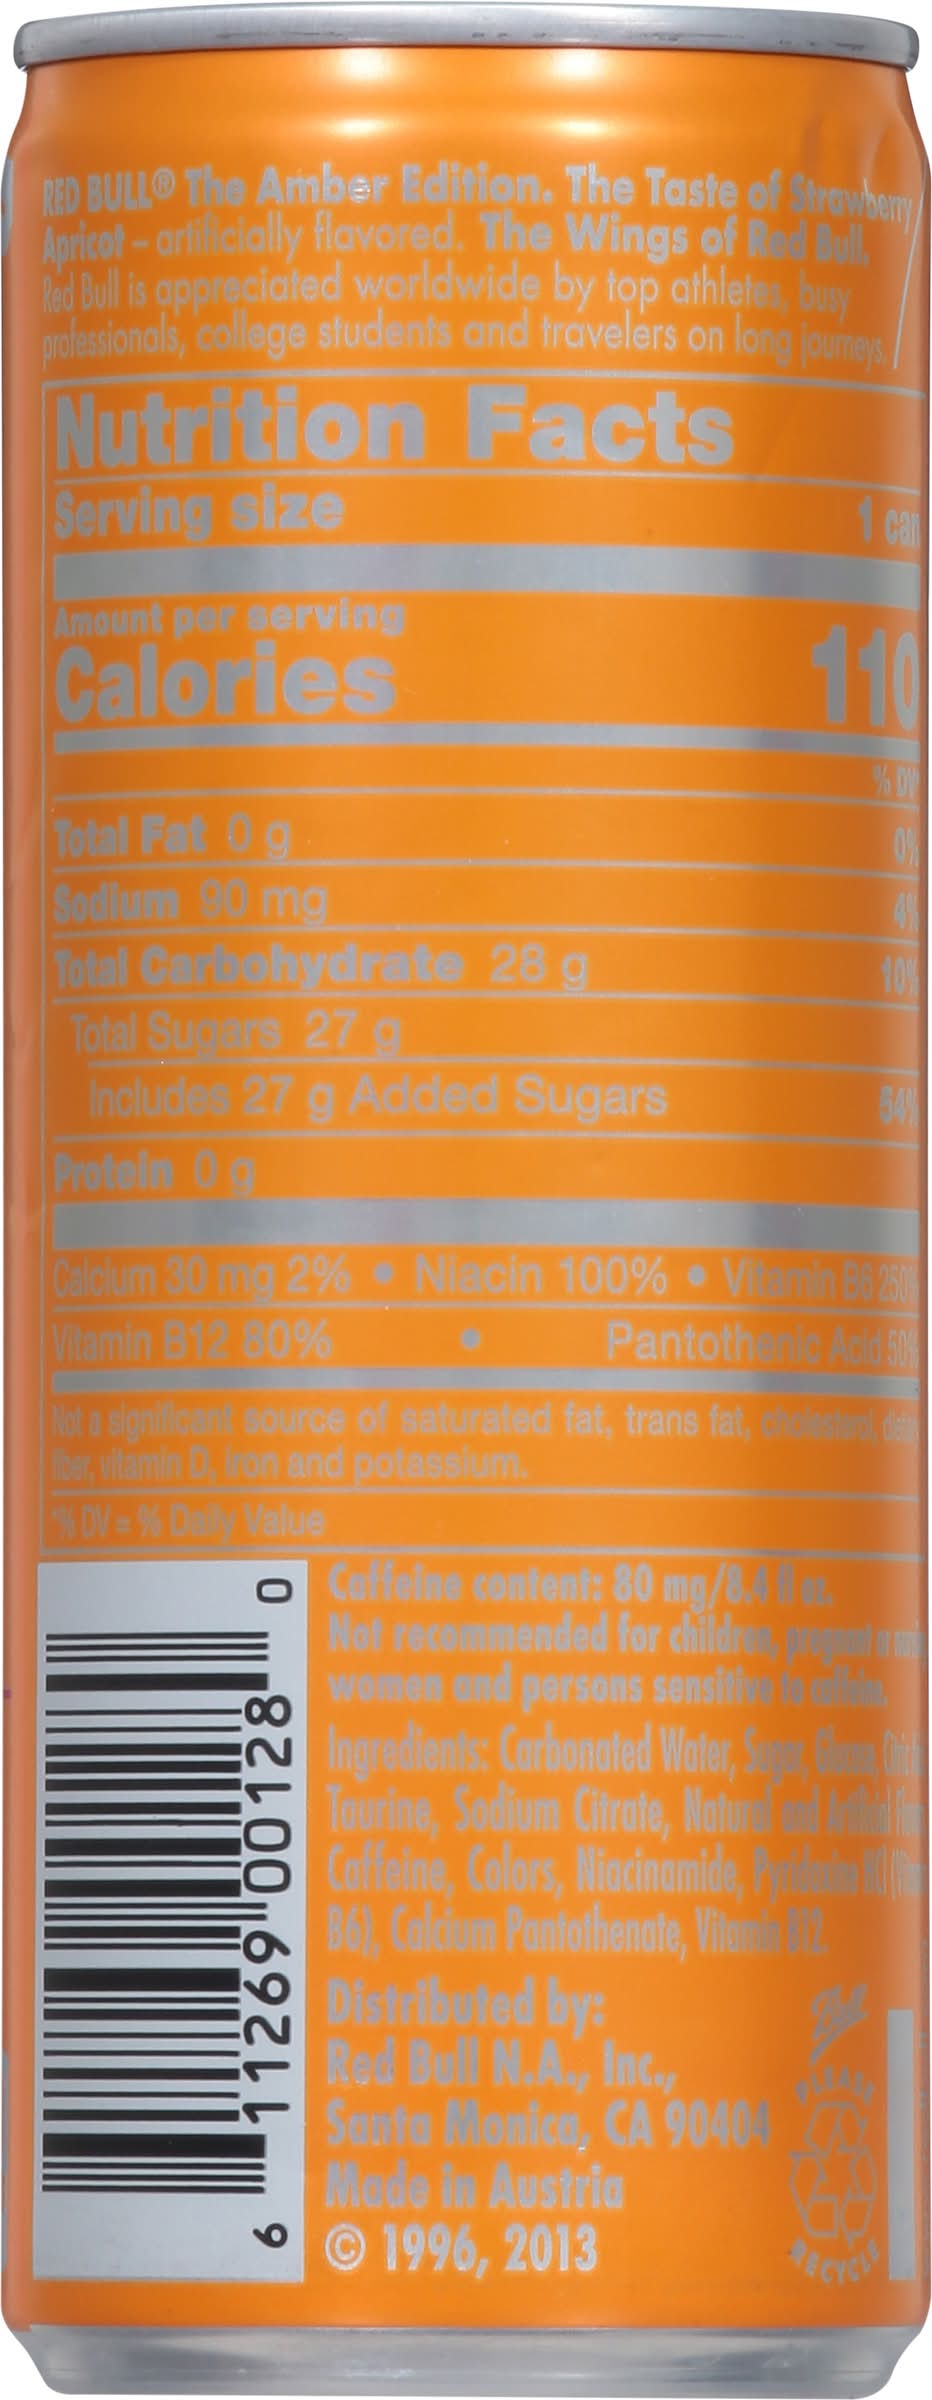 RED BULL® The Amber Edition. The Taste of Strawberry
Apricot – artificially flavored. The Wings of Red Bull.
Red Bull is appreciated worldwide by top athletes, busy
professionals, college students and travelers on long journeys.
Nutrition Facts
Serving size 1 can
Amount per serving
Calories 110
% DV*
Total Fat 0 g 0%
Sodium 90 mg 4%
Total Carbohydrate 28 g 10%
Total Sugars 27 g
Includes 27 g Added Sugars 54%
Protein 0 g
Calcium 30 mg 2% • Niacin 100% • Vitamin B6 250%
Vitamin B12 80% • Pantothenic Acid 50%
Not a significant source of saturated fat, trans fat, cholesterol,
fiber, vitamin D, iron and potassium.
*% DV = % Daily Value
Caffeine content: 80 mg/8.4 fl oz.
Not recommended for children, pregnant or
women and persons sensitive to caffeine.
Ingredients: Carbonated Water, Sugar, Glucose, Citric
Taurine, Sodium Citrate, Natural and Artificial
Caffeine, Colors, Niacinamide, Pyridoxine HCl
B6), Calcium Pantothenate, Vitamin B12.
Distributed by:
Red Bull N.A., Inc.,
Santa Monica, CA 90404
Made in Austria
© 1996, 2013
Ball
PLEASE
RECYCLE
6 11269 00128 0